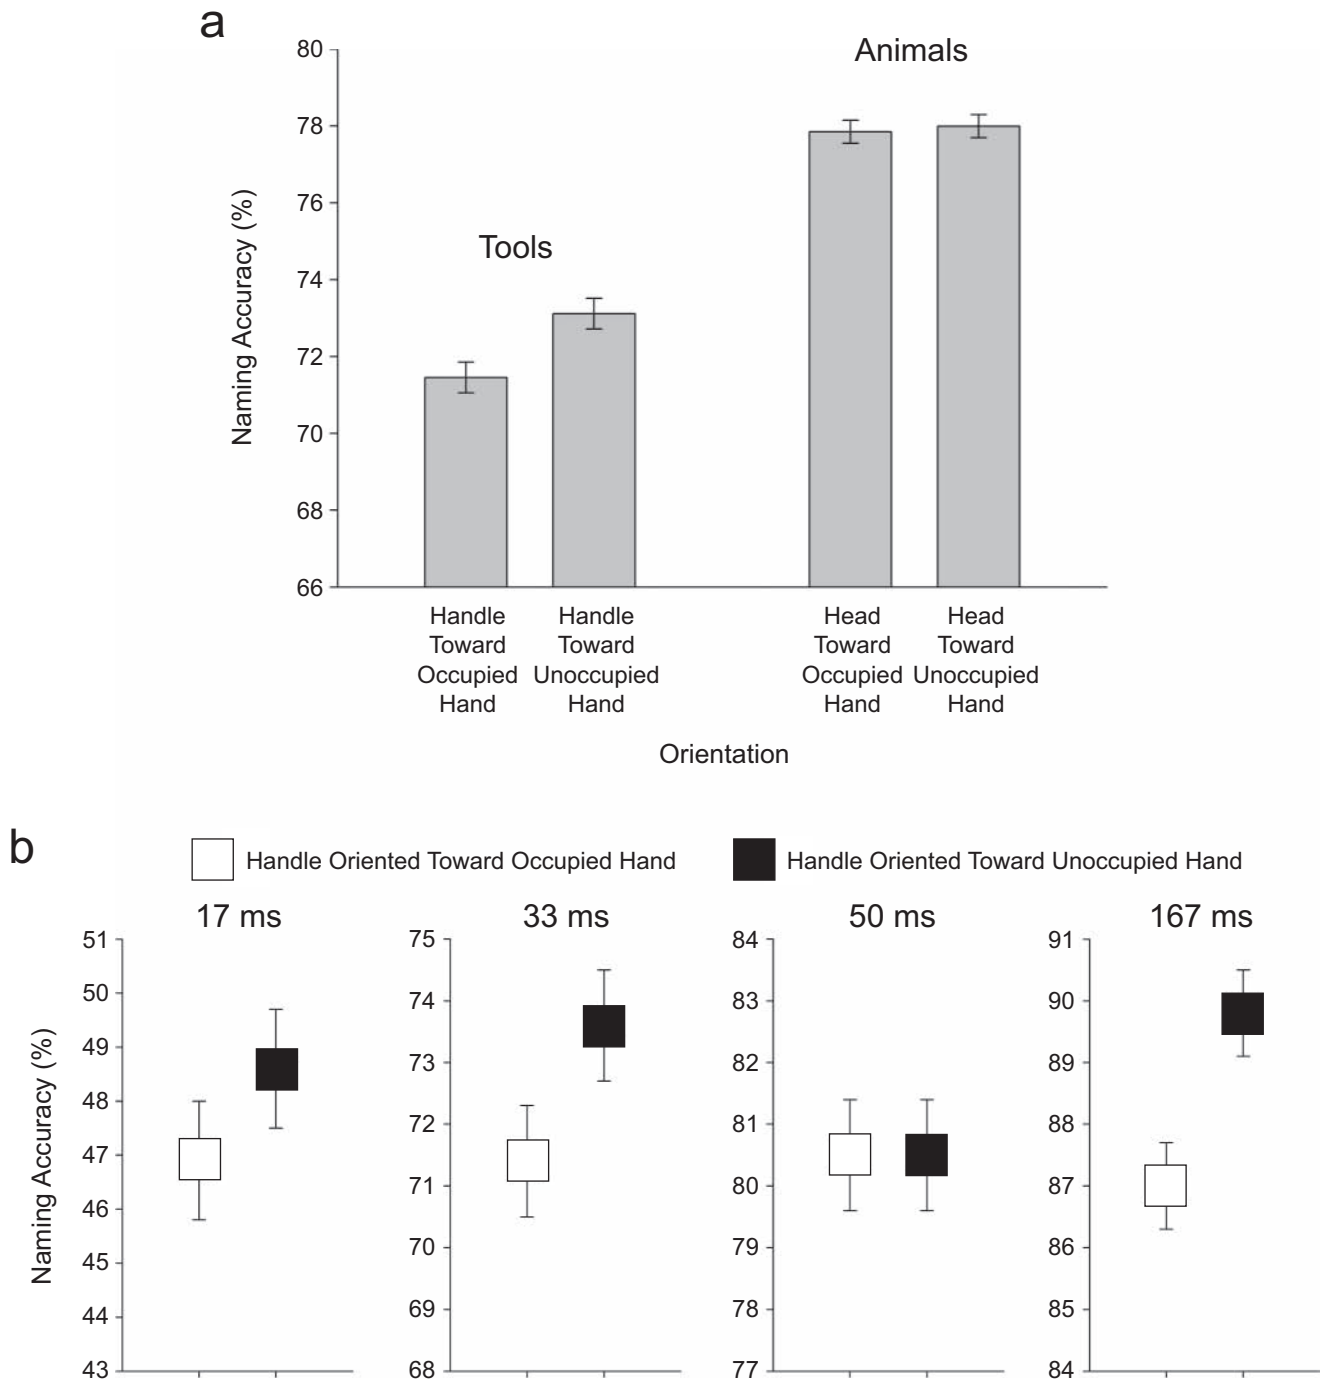 a
80
78
76
74
72
70
68
66
Naming Accuracy (%)
Tools
Animals
Handle Toward Occupied Hand
Handle Toward Unoccupied Hand
Head Toward Occupied Hand
Head Toward Unoccupied Hand
Orientation
b
Handle Oriented Toward Occupied Hand
Handle Oriented Toward Unoccupied Hand
Naming Accuracy (%)
17 ms
51
50
49
48
47
46
45
44
43
33 ms
75
74
73
72
71
70
69
68
50 ms
84
83
82
81
80
79
78
77
167 ms
91
90
89
88
87
86
85
84